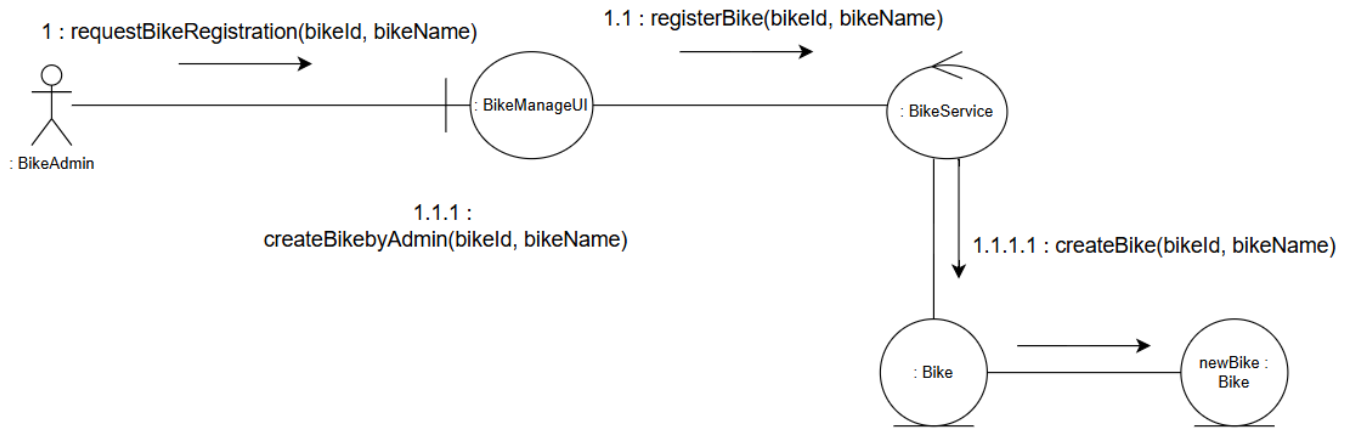 1.1 : registerBike(bikeId, bikeName)
1 : requestBikeRegistration(bikeId, bikeName)
: BikeManageUI
: BikeService
: BikeAdmin
1.1.1 :
createBikebyAdmin(bikeId, bikeName)
1.1.1.1 : createBike(bikeId, bikeName)
: Bike
newBike :
Bike